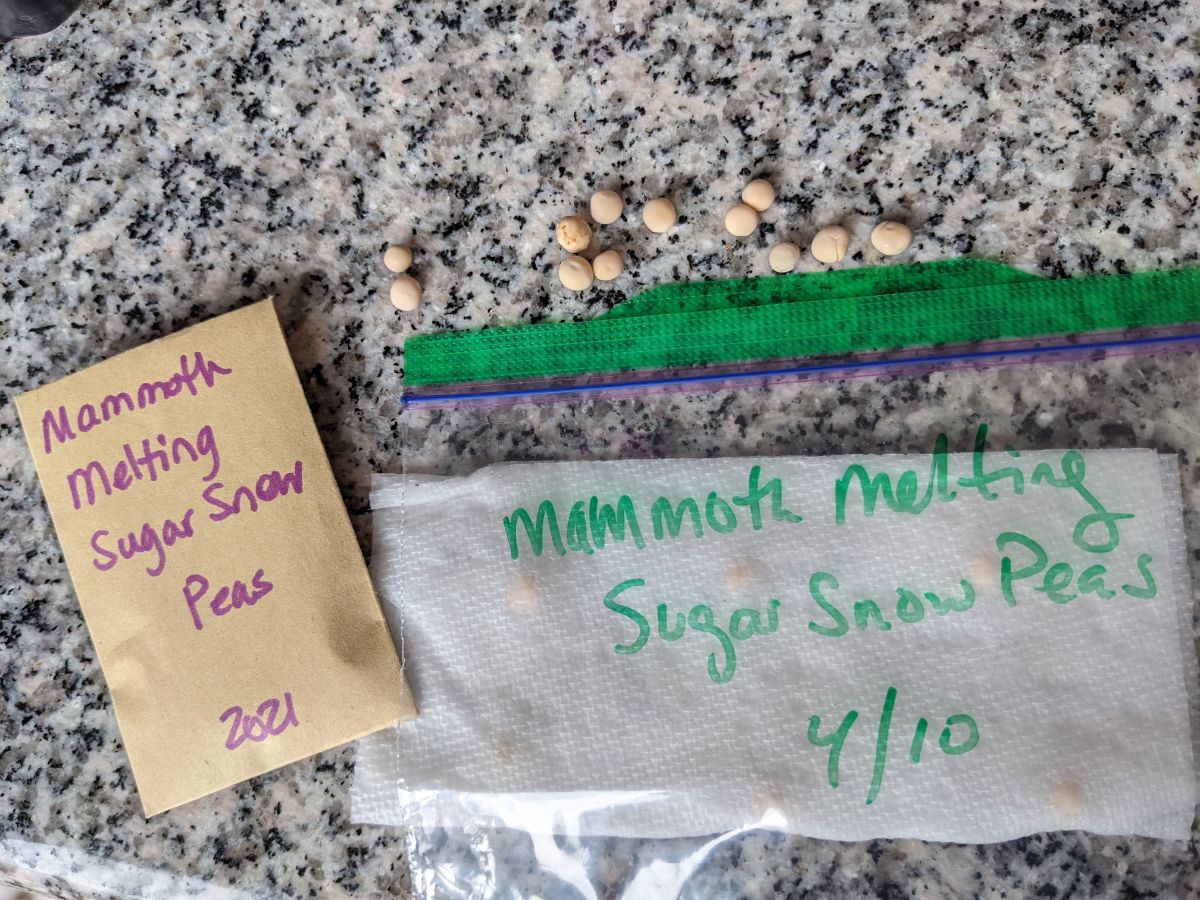 Mammoth
Melting
Sugar Snow
Peas
2021
Mammoth Melting
Sugar Snow Peas
4/10